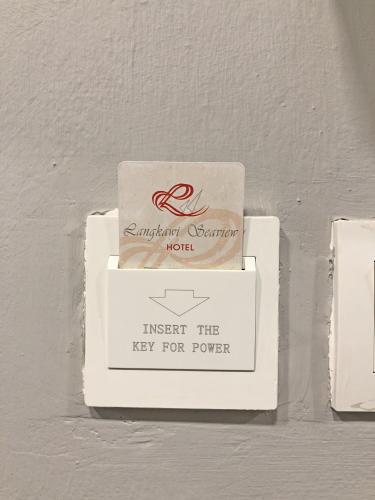 Langkawi Seaview
HOTEL
INSERT THE
KEY FOR POWER